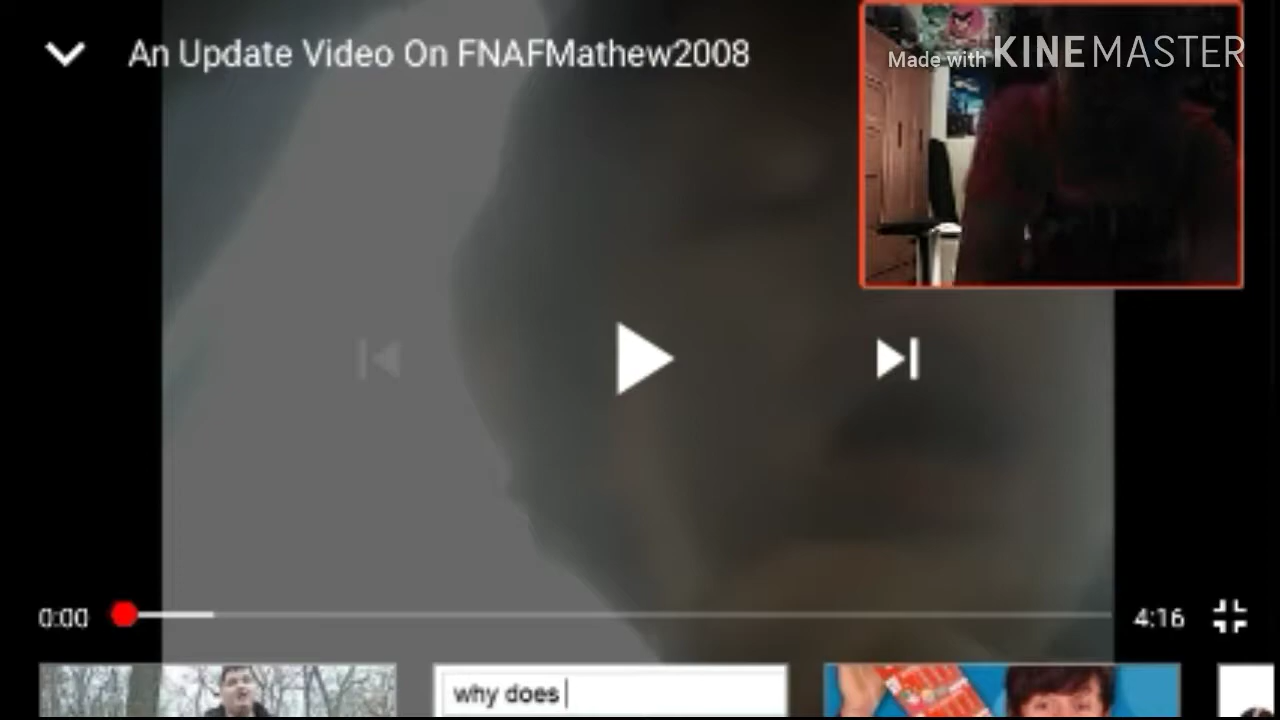 An Update Video On FNAFMathew2008
Made with KINEMASTER
0:00
4:16
why does